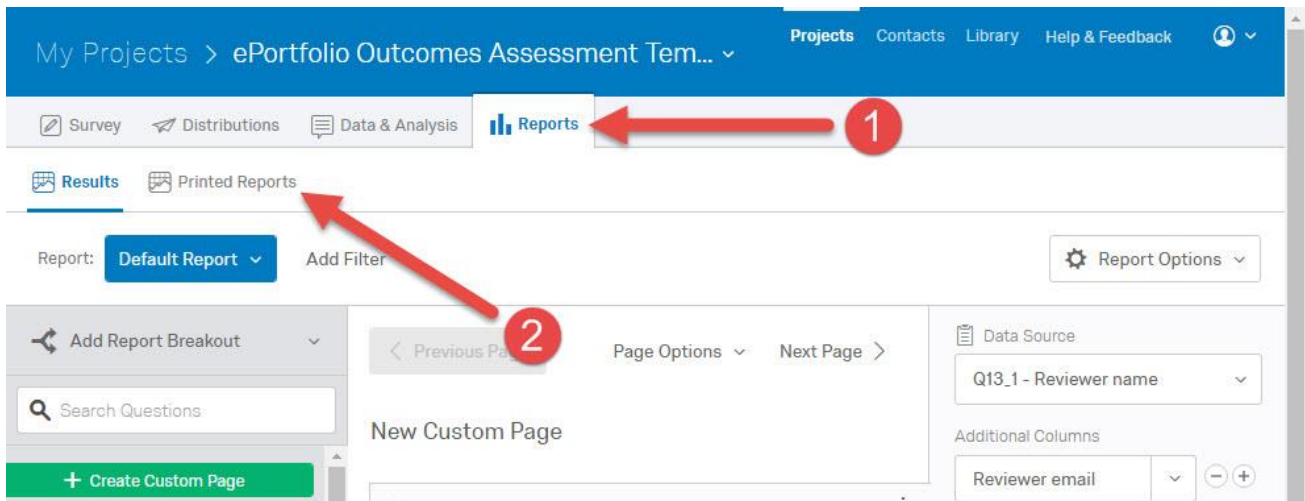 My Projects > ePortfolio Outcomes Assessment Tem...
Projects Contacts Library Help & Feedback
Survey Distributions Data & Analysis Reports
1
Results Printed Reports
Report: Default Report Add Filter Report Options
2
Add Report Breakout
Previous Page Options Next Page
Data Source
Q13_1 - Reviewer name
Search Questions
New Custom Page
Additional Columns
+ Create Custom Page
Reviewer email